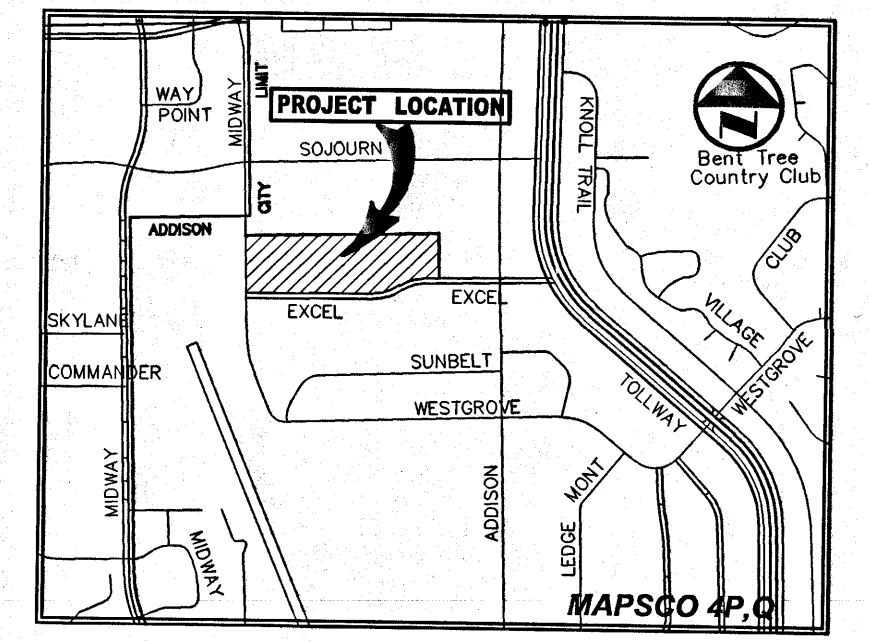 WAY
POINT
MIDWAY
LIMIT
PROJECT LOCATION
SOJOURN
KNOLL TRAIL
Bent Tree
Country Club
CITY
ADDISON
CLUB
EXCEL
EXCEL
SKYLANE
VILLAGE
COMMANDER
SUNBELT
WESTGROVE
WESTGROVE
TOLLWAY
MIDWAY
ADDISON
LEDGE MONT
MIDWAY
MAPSCO 4P,Q